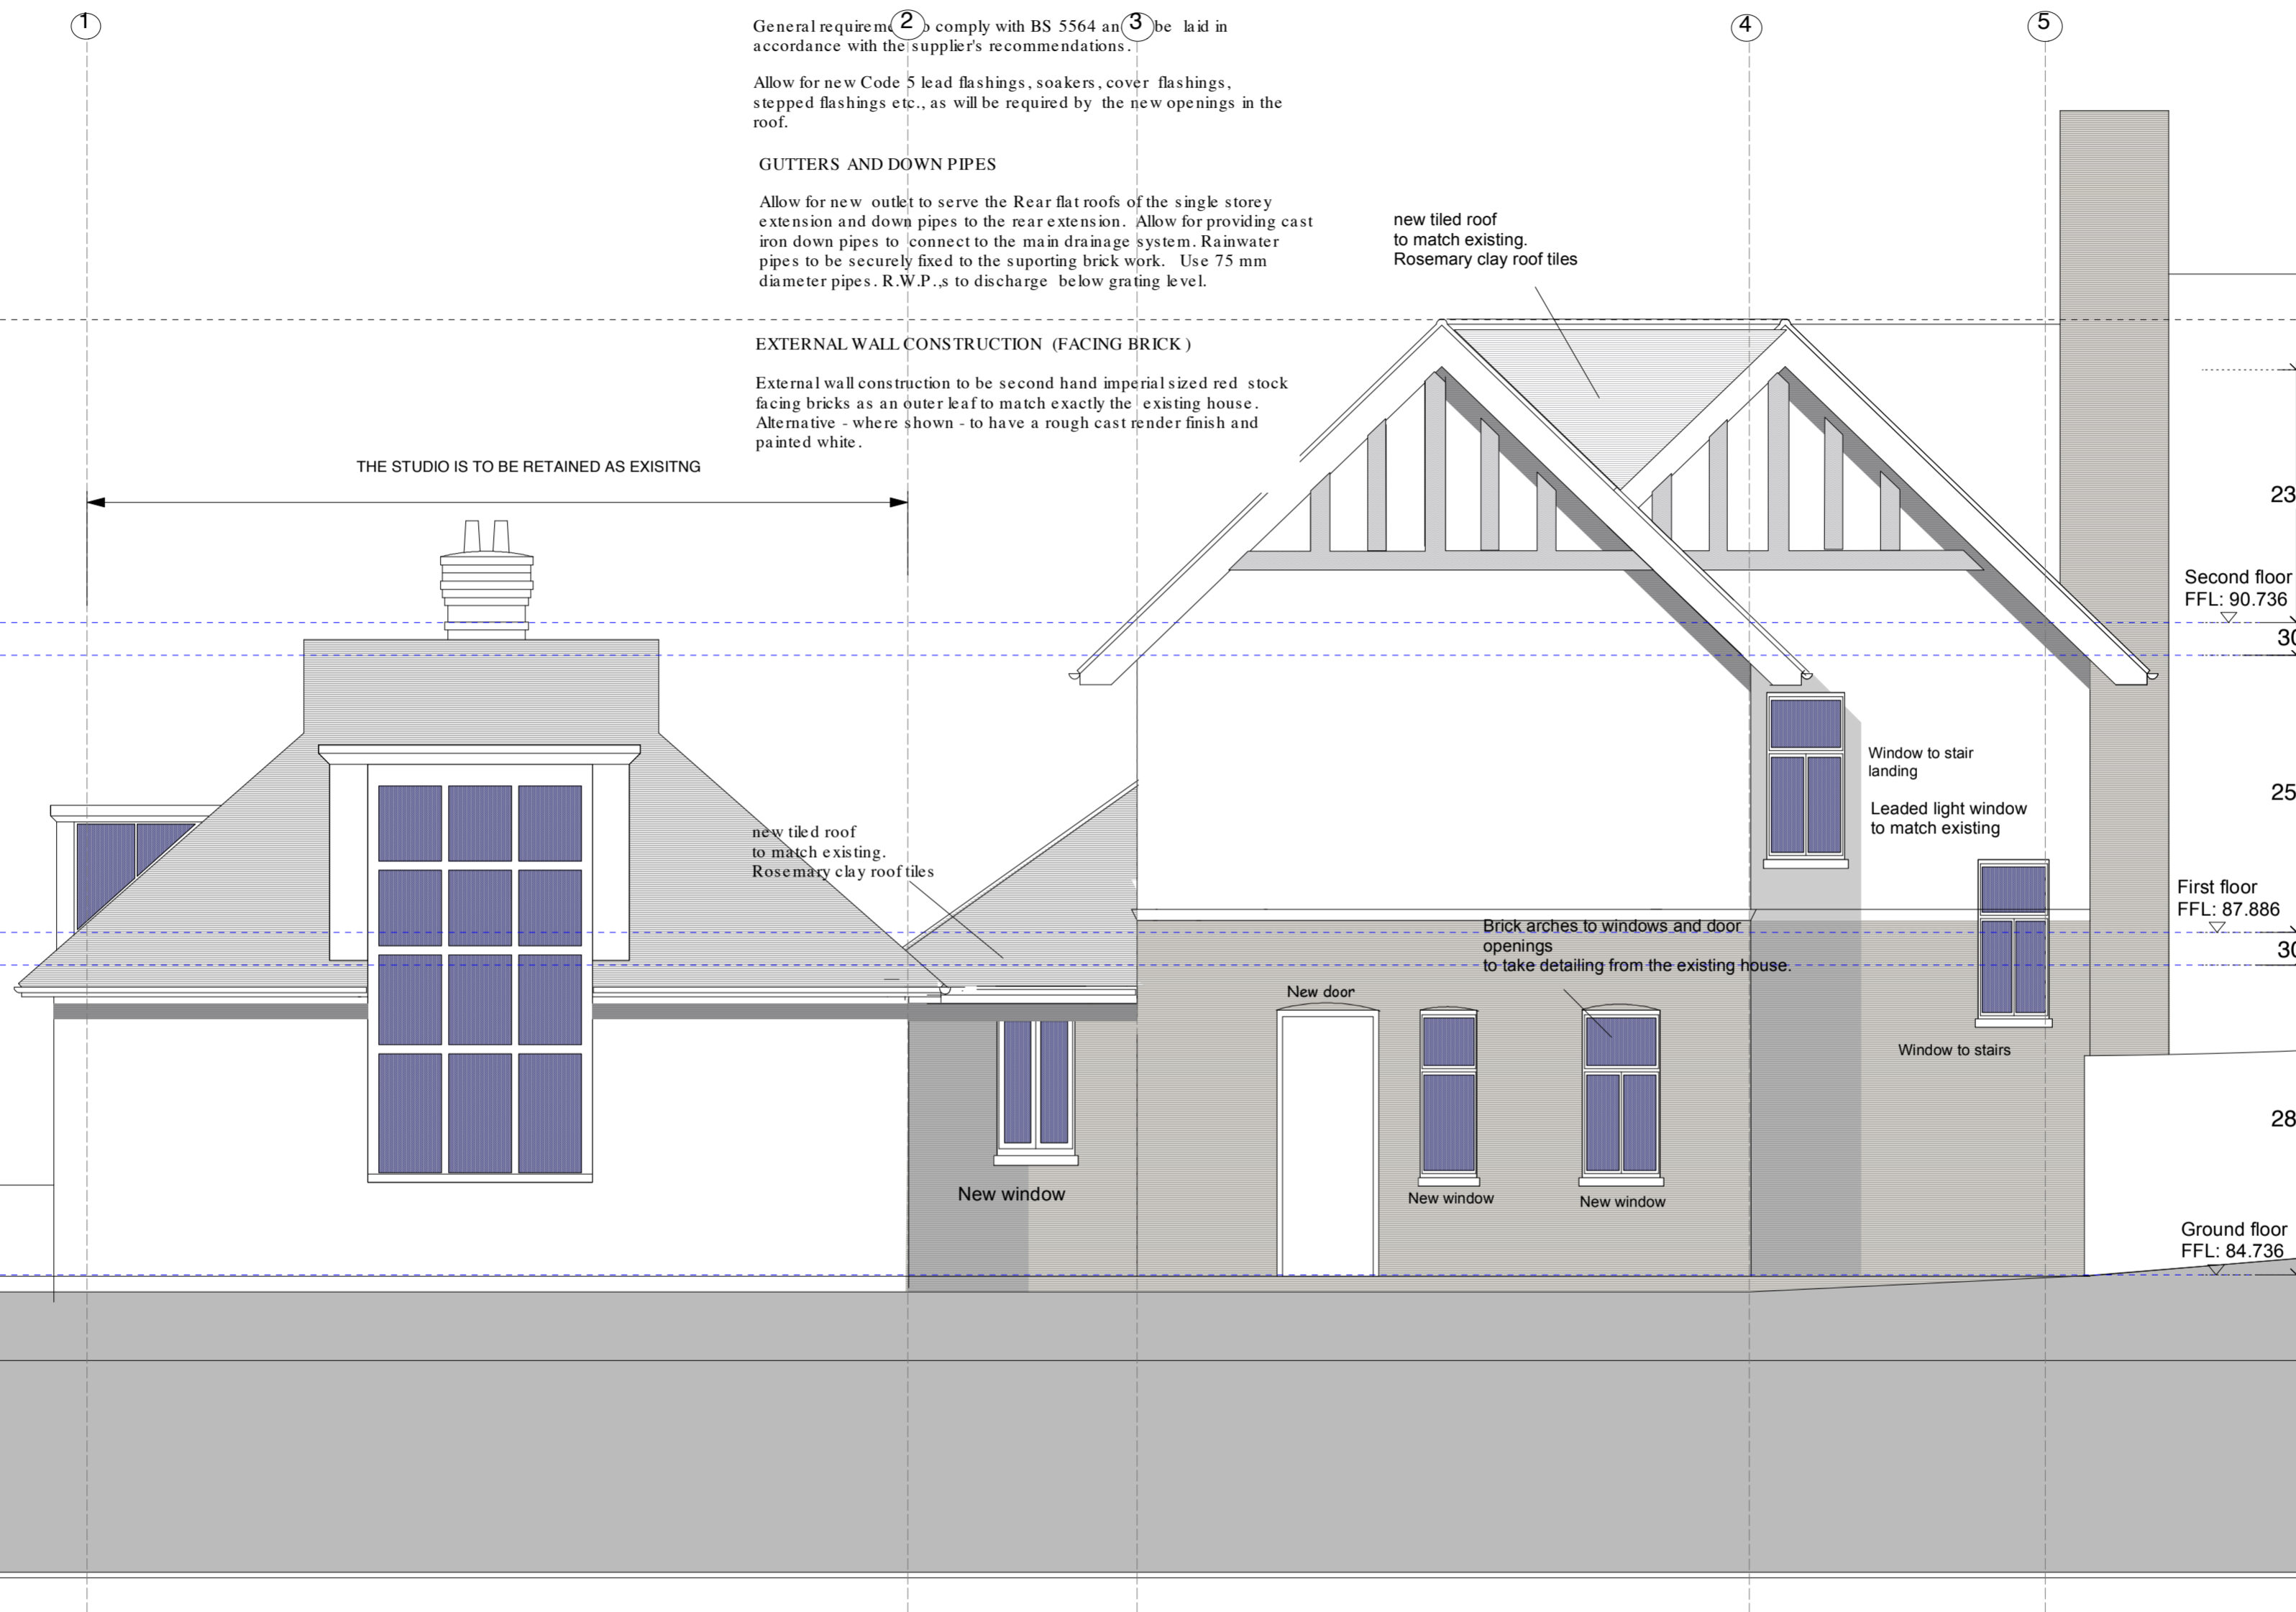 1
2
3
4
5
General requireme o comply with BS 5564 an be laid in
accordance with the supplier's recommendations.
Allow for new Code 5 lead flashings, soakers, cover flashings,
stepped flashings etc., as will be required by the new openings in the
roof.
GUTTERS AND DOWN PIPES
Allow for new outlet to serve the Rear flat roofs of the single storey
extension and down pipes to the rear extension. Allow for providing cast
iron down pipes to connect to the main drainage system. Rainwater
pipes to be securely fixed to the suporting brick work. Use 75 mm
diameter pipes. R.W.P.,s to discharge below grating level.
EXTERNAL WALL CONSTRUCTION (FACING BRICK )
External wall construction to be second hand imperial sized red stock
facing bricks as an outer leaf to match exactly the existing house.
Alternative - where shown - to have a rough cast render finish and
painted white.
new tiled roof
to match existing.
Rosemary clay roof tiles
THE STUDIO IS TO BE RETAINED AS EXISITNG
23
Second floor
FFL: 90.736
30
Window to stair
landing
Leaded light window
to match existing
25
new tiled roof
to match existing.
Rosemary clay roof tiles
First floor
FFL: 87.886
30
Brick arches to windows and door
openings
to take detailing from the existing house.
New door
Window to stairs
28
New window
New window
New window
Ground floor
FFL: 84.736